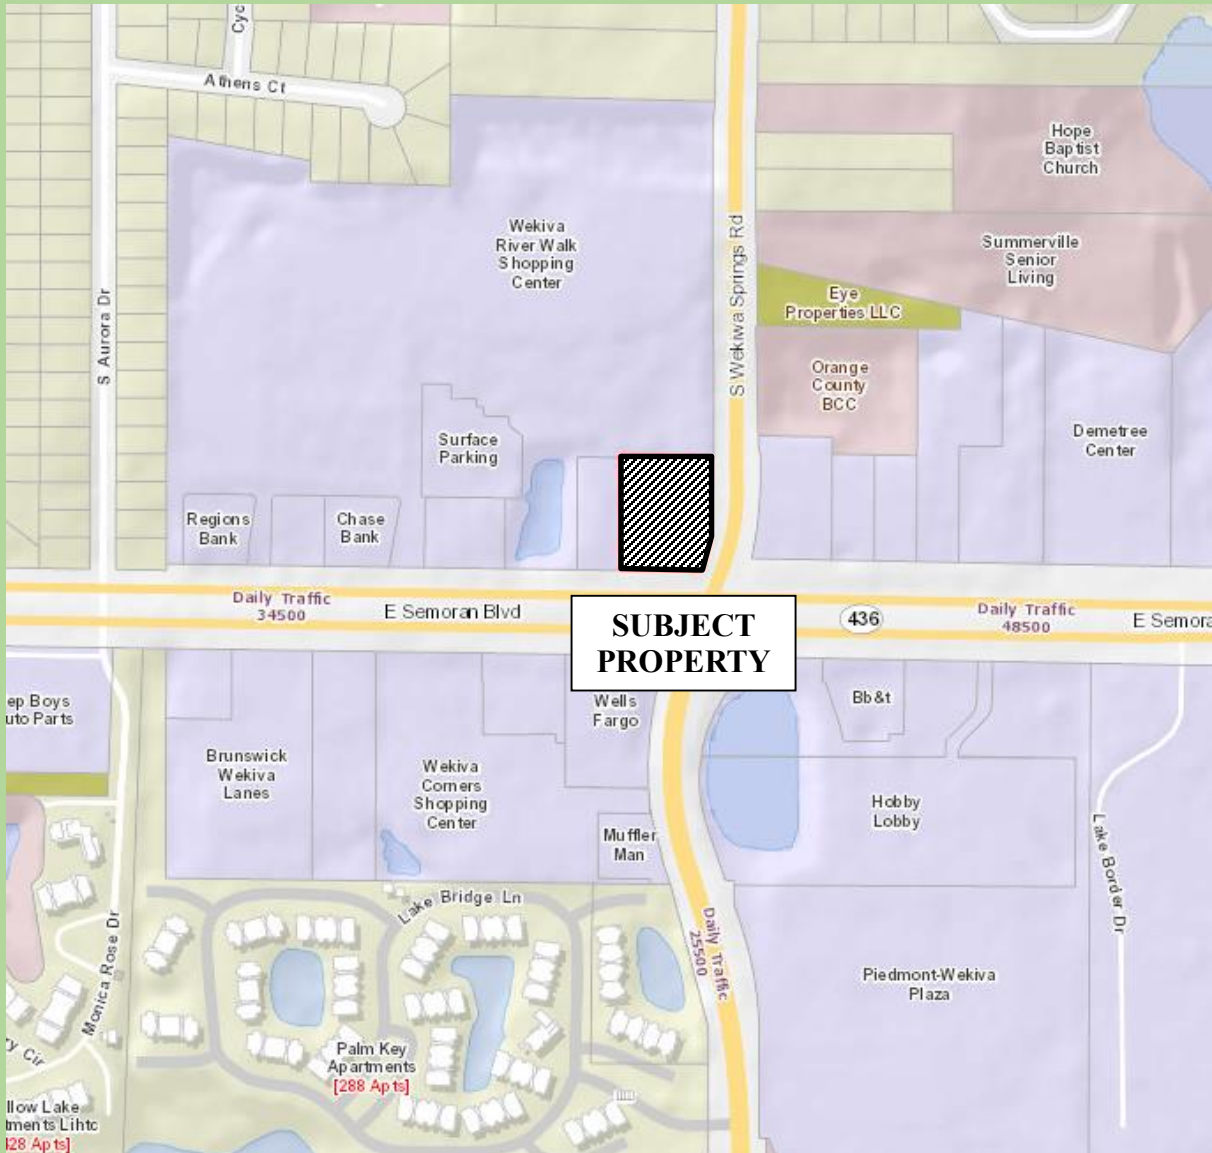 Cyc
Athens Ct
Hope
Baptist
Church
Wekiva
River Walk
Shopping
Center
S Wekiwa Springs Rd
Summerville
Senior
Living
Eye
Properties LLC
S Aurora Dr
Orange
County
BCC
Surface
Parking
Demetree
Center
Regions
Bank
Chase
Bank
Daily Traffic
34500
E Semoran Blvd
SUBJECT
PROPERTY
436
Daily Traffic
48500
E Semora
ep Boys
uto Parts
Wells
Fargo
Bb&t
Brunswick
Wekiva
Lanes
Wekiva
Corners
Shopping
Center
Hobby
Lobby
Muffler
Man
Lake Border Dr
Lake Bridge Ln
Daily Traffic
25500
Monica Rose Dr
Piedmont-Wekiva
Plaza
ry Cir
Palm Key
Apartments
[288 Apts]
llow Lake
tments Lihtc
128 Apts]